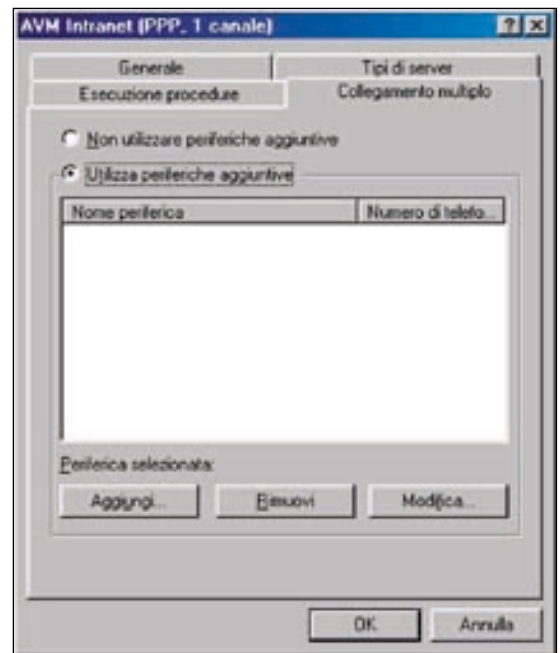 AVM Intranet (PPP, 1 canale)
Generale
Tipi di server
Esecuzione procedure
Collegamento multiplo
Non utilizzare periferiche aggiuntive
Utilizza periferiche aggiuntive
Nome periferica
Numero di telefo...
Periferica selezionata:
Aggiungi...
Rimuovi
Modifica...
OK
Annulla